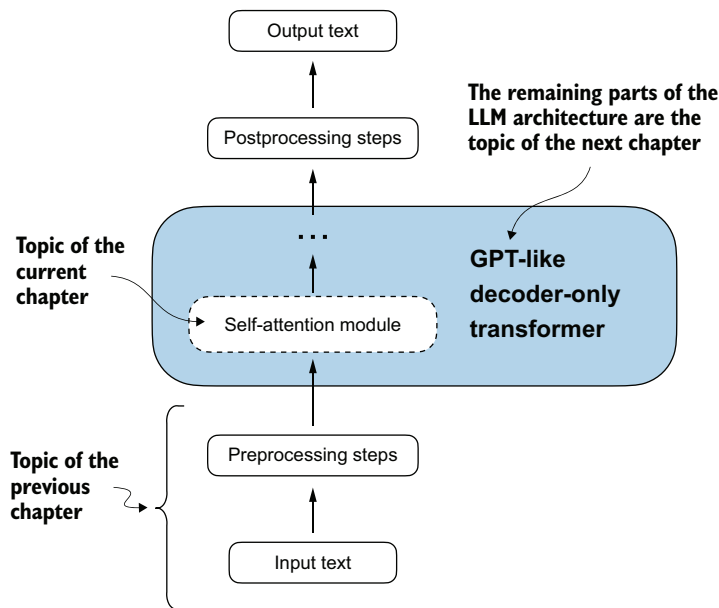 Output text
The remaining parts of the
LLM architecture are the
topic of the next chapter
Postprocessing steps
...
Topic of the
current
chapter
GPT-like
decoder-only
transformer
Self-attention module
Preprocessing steps
Topic of the
previous
chapter
Input text